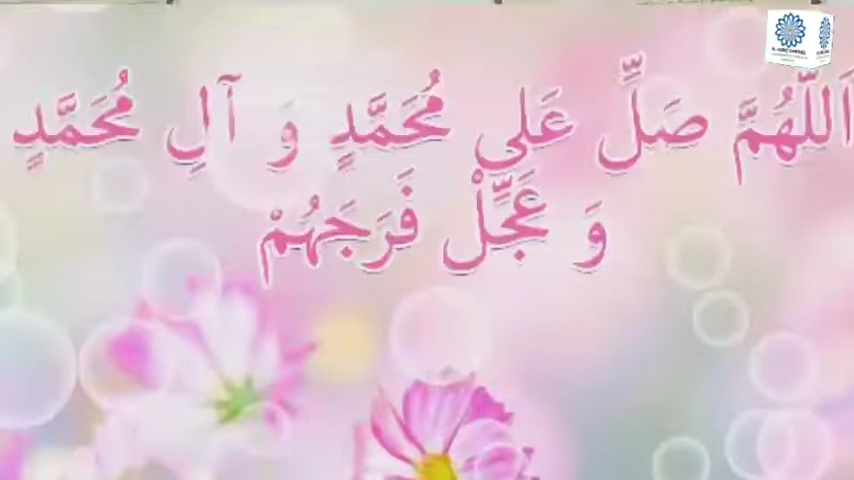 اَللّٰهُمَّ صَلِّ عَلی مُحَمَّدٍ وَ آلِ مُحَمَّدٍ
وَ عَجِّلْ فَرَجَهُمْ